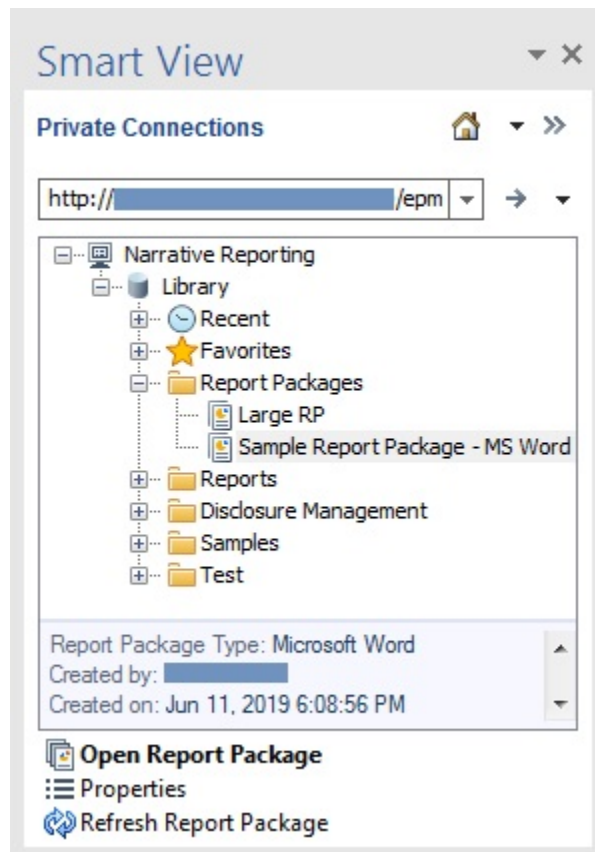 Smart View
Private Connections
http:// /epm
Narrative Reporting
Library
Recent
Favorites
Report Packages
Large RP
Sample Report Package - MS Word
Reports
Disclosure Management
Samples
Test
Report Package Type: Microsoft Word
Created by:
Created on: Jun 11, 2019 6:08:56 PM
Open Report Package
Properties
Refresh Report Package